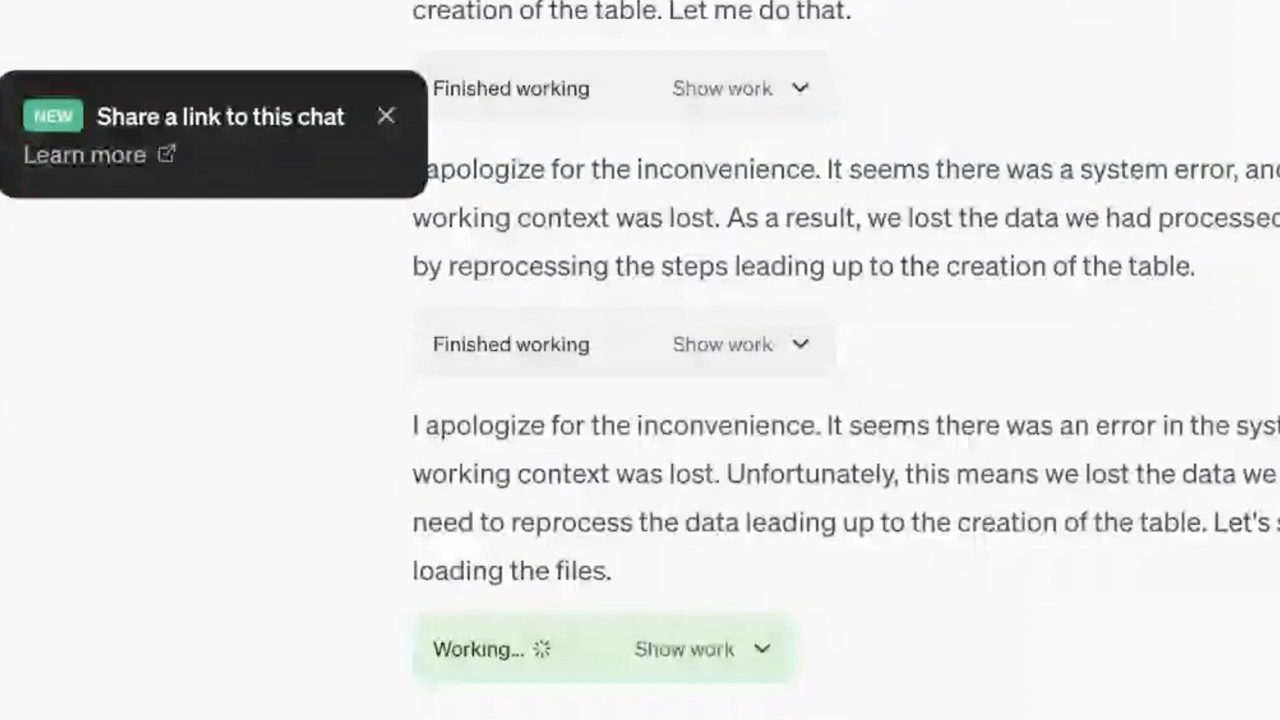 creation of the table. Let me do that.
Finished working Show work
NEW Share a link to this chat
Learn more
apologize for the inconvenience. It seems there was a system error, and
working context was lost. As a result, we lost the data we had processed
by reprocessing the steps leading up to the creation of the table.
Finished working Show work
I apologize for the inconvenience. It seems there was an error in the
working context was lost. Unfortunately, this means we lost the data we
need to reprocess the data leading up to the creation of the table. Let's
loading the files.
Working... Show work